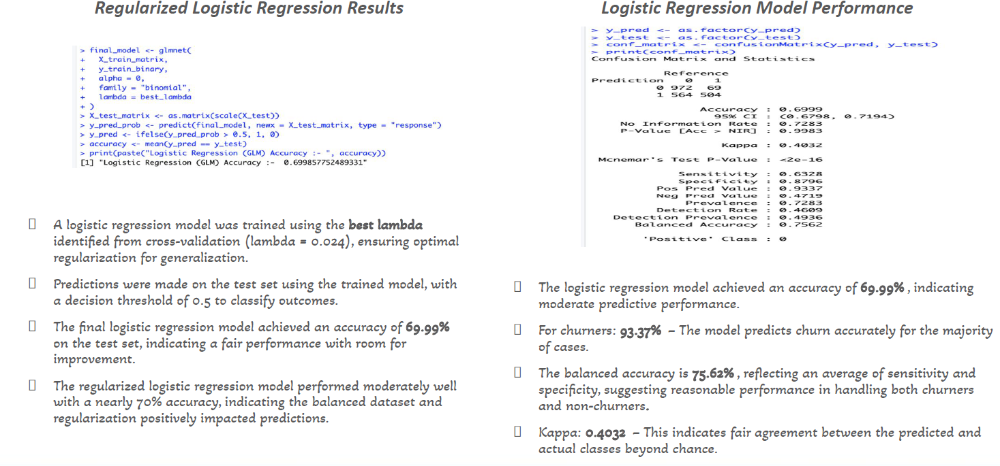 Regularized Logistic Regression Results
> final_model <- glmnet(
+   X_train_matrix,
+   y_train_binary,
+   alpha = 0,
+   family = "binomial",
+   lambda = best_lambda
+ )
> X_test_matrix <- as.matrix(scale(X_test))
> y_pred_prob <- predict(final_model, newx = X_test_matrix, type = "response")
> y_pred <- ifelse(y_pred_prob > 0.5, 1, 0)
> accuracy <- mean(y_pred == y_test)
> print(paste("Logistic Regression (GLM) Accuracy :- ", accuracy))
[1] "Logistic Regression (GLM) Accuracy :-  0.699857752489331"
A logistic regression model was trained using the best lambda
identified from cross-validation (lambda = 0.024), ensuring optimal
regularization for generalization.
Predictions were made on the test set using the trained model, with
a decision threshold of 0.5 to classify outcomes.
The final logistic regression model achieved an accuracy of 69.99%
on the test set, indicating a fair performance with room for
improvement.
The regularized logistic regression model performed moderately well
with a nearly 70% accuracy, indicating the balanced dataset and
regularization positively impacted predictions.
Logistic Regression Model Performance
> y_pred <- as.factor(y_pred)
> y_test <- as.factor(y_test)
> conf_matrix <- confusionMatrix(y_pred, y_test)
> print(conf_matrix)
Confusion Matrix and Statistics
Reference
Prediction   0   1
0 972  69
1 564 504
Accuracy : 0.6999
95% CI : (0.6798, 0.7194)
No Information Rate : 0.7283
P-Value [Acc > NIR] : 0.9983
Kappa : 0.4032
Mcnemar's Test P-Value : <2e-16
Sensitivity : 0.6328
Specificity : 0.8796
Pos Pred Value : 0.9337
Neg Pred Value : 0.4719
Prevalence : 0.7283
Detection Rate : 0.4609
Detection Prevalence : 0.4936
Balanced Accuracy : 0.7562
'Positive' Class : 0
The logistic regression model achieved an accuracy of 69.99% , indicating
moderate predictive performance.
For churners: 93.37% – The model predicts churn accurately for the majority
of cases.
The balanced accuracy is 75.62% , reflecting an average of sensitivity and
specificity, suggesting reasonable performance in handling both churners
and non-churners.
Kappa: 0.4032 – This indicates fair agreement between the predicted and
actual classes beyond chance.